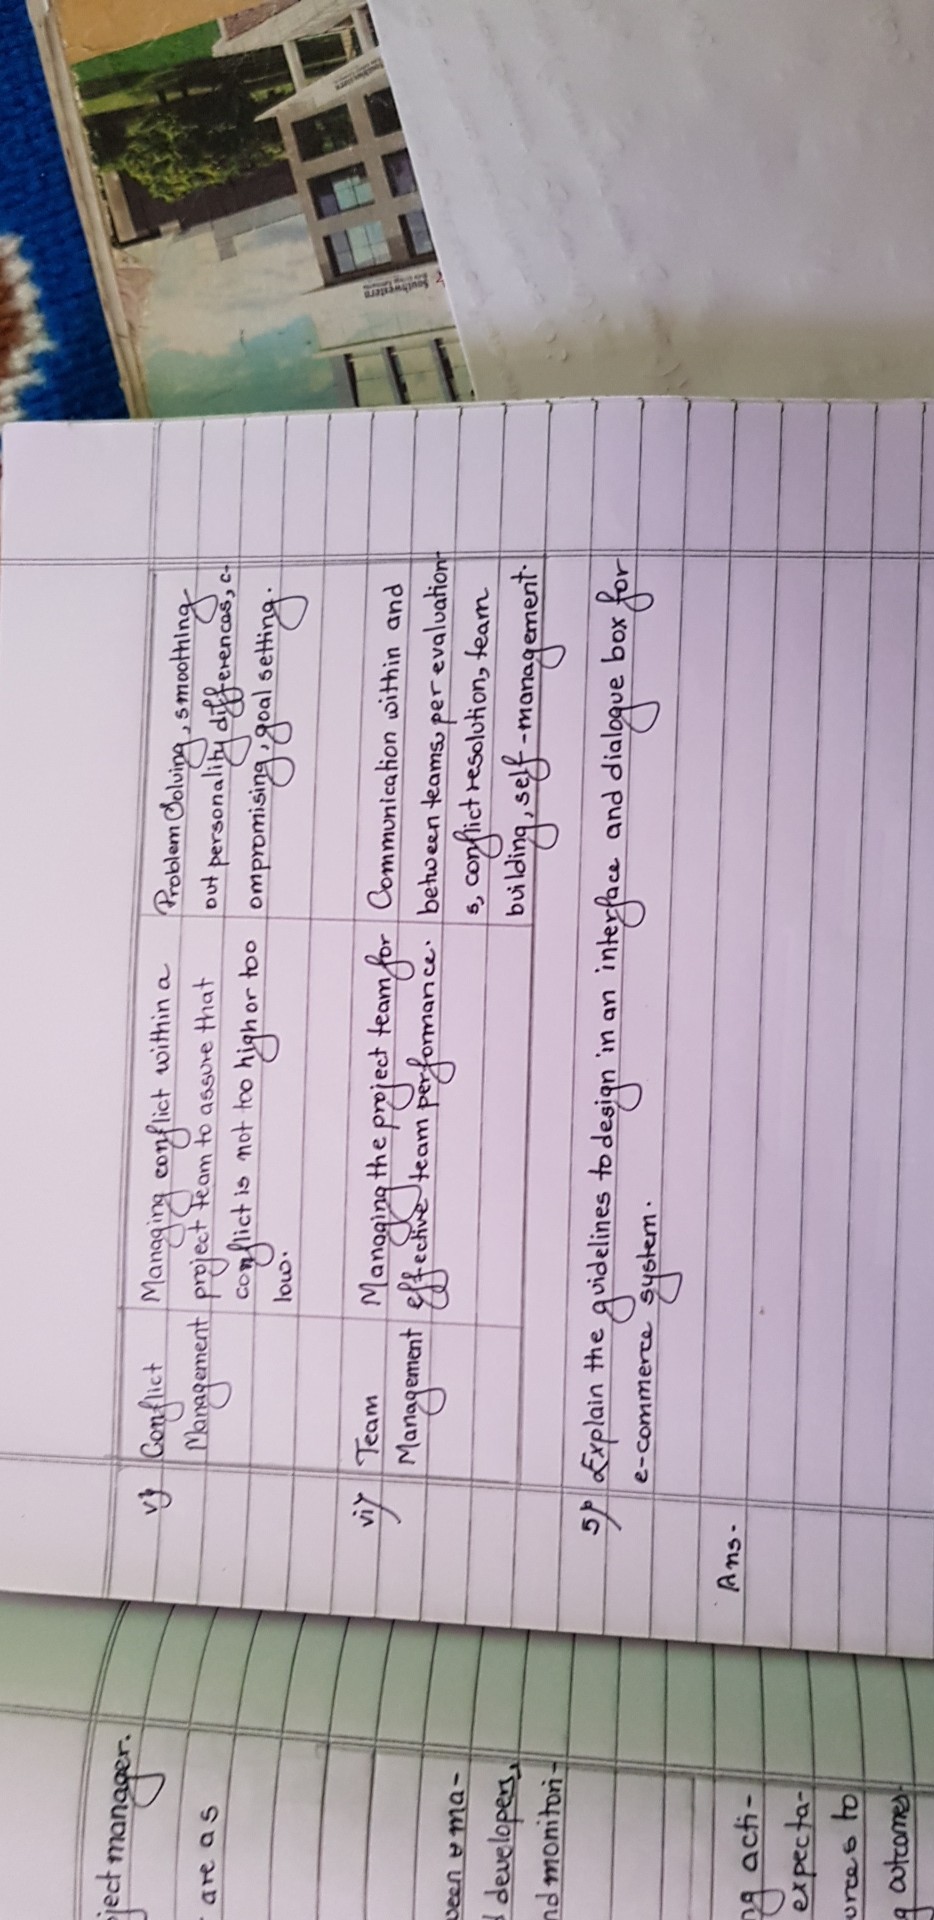 v} Conflict Managing conflict within a Problem Solving, smoothing
Management project team to assure that out personality differences, c-
conflict is not too high or too ompromising, goal setting.
low.
vi} Team Managing the project team for Communication within and
Management effective team performance. between teams, per evaluation-
s, conflict resolution, team
building, self-management.
5} Explain the guidelines to design in an interface and dialogue box for
e-commerce system.
Ans.
ject manager.
are as
ween ma-
developers,
nd monitori-
ng acti-
expecta-
urces to
g outcomes.
Southwestern